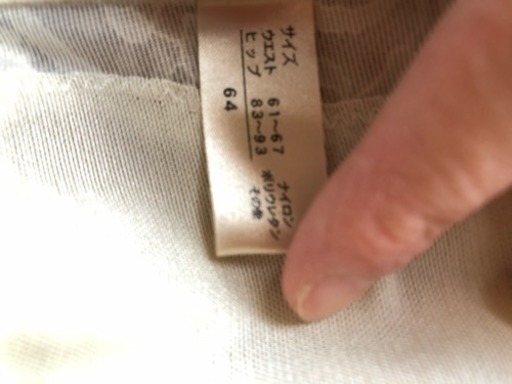 サイズ
ウエスト 61~67
ヒップ 83~93
64
ナイロン
ポリウレタン
その他